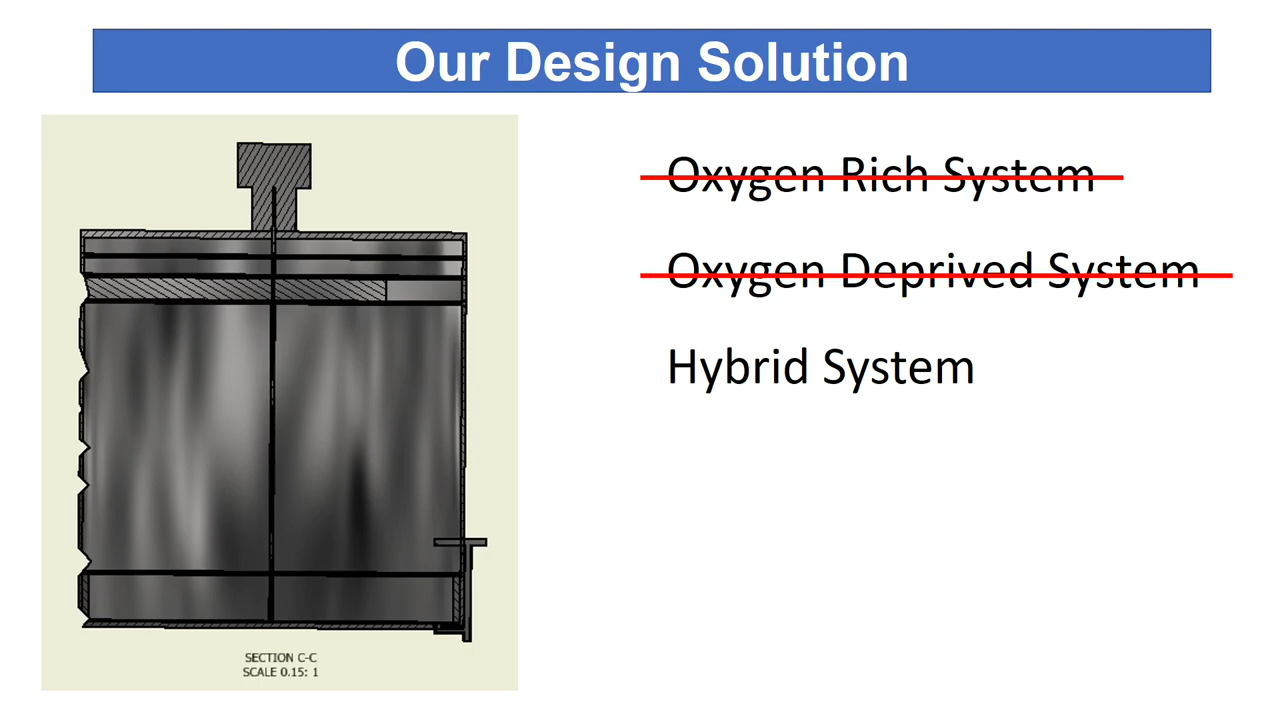 Our Design Solution
Oxygen Rich System
Oxygen Deprived System
Hybrid System
SECTION C-C
SCALE 0.15: 1